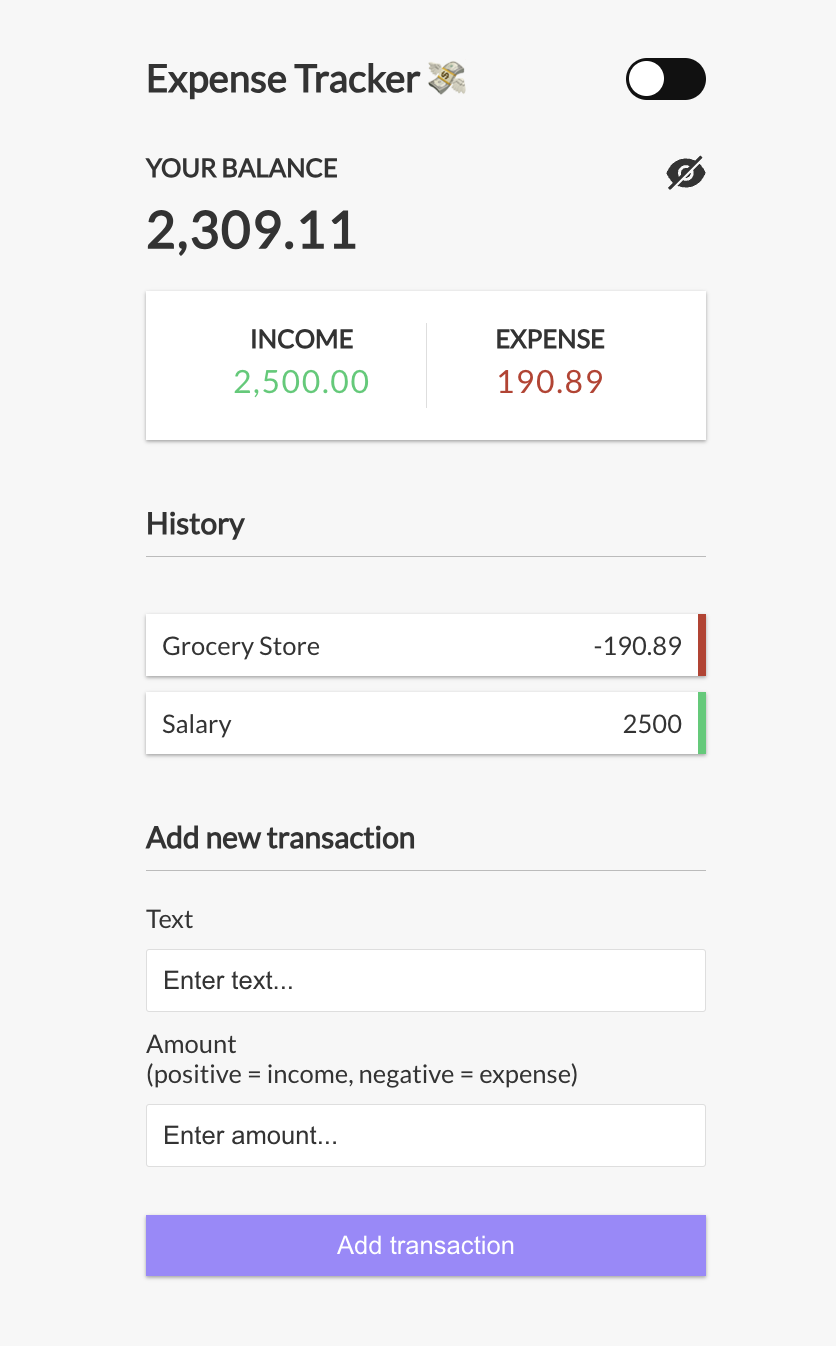 Expense Tracker 💸
YOUR BALANCE
2,309.11
INCOME
EXPENSE
2,500.00
190.89
History
Grocery Store
-190.89
Salary
2500
Add new transaction
Text
Enter text...
Amount
(positive = income, negative = expense)
Enter amount...
Add transaction